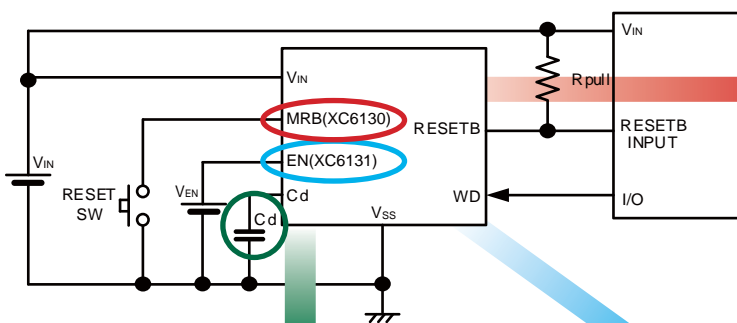 VIN
VIN
Rpull
MRB(XC6130)
RESETB
RESETB
INPUT
EN(XC6131)
VIN
RESET
SW
VEN
Cd
WD
I/O
Cd
VSS